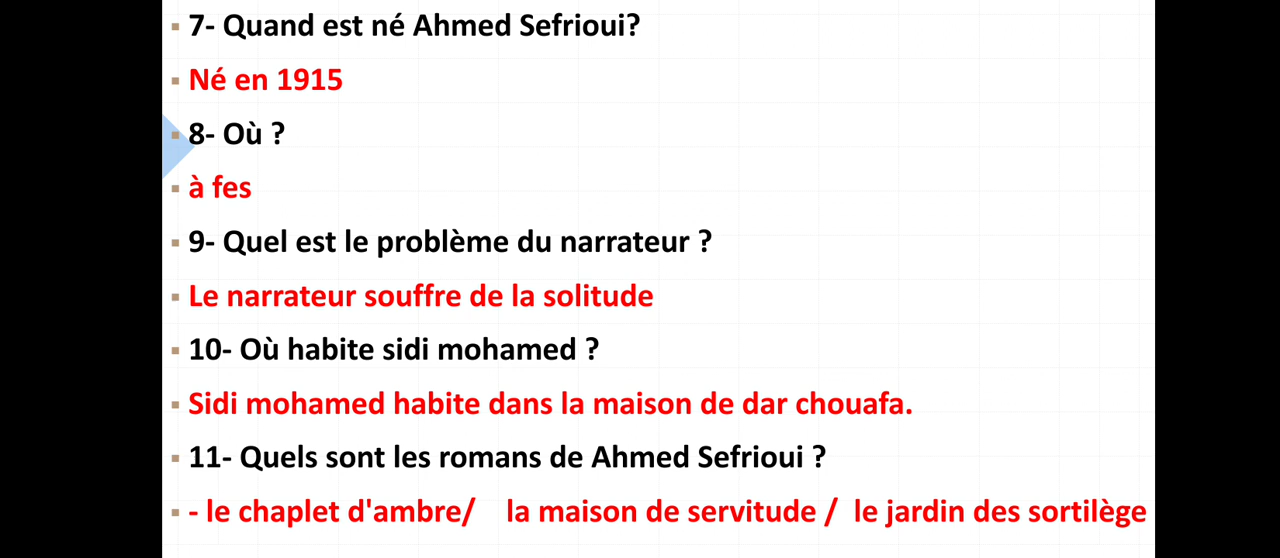 7- Quand est né Ahmed Sefrioui?
Né en 1915
8- Où ?
à fes
9- Quel est le problème du narrateur ?
Le narrateur souffre de la solitude
10- Où habite sidi mohamed ?
Sidi mohamed habite dans la maison de dar chouafa.
11- Quels sont les romans de Ahmed Sefrioui ?
- le chaplet d'ambre/ la maison de servitude / le jardin des sortilège